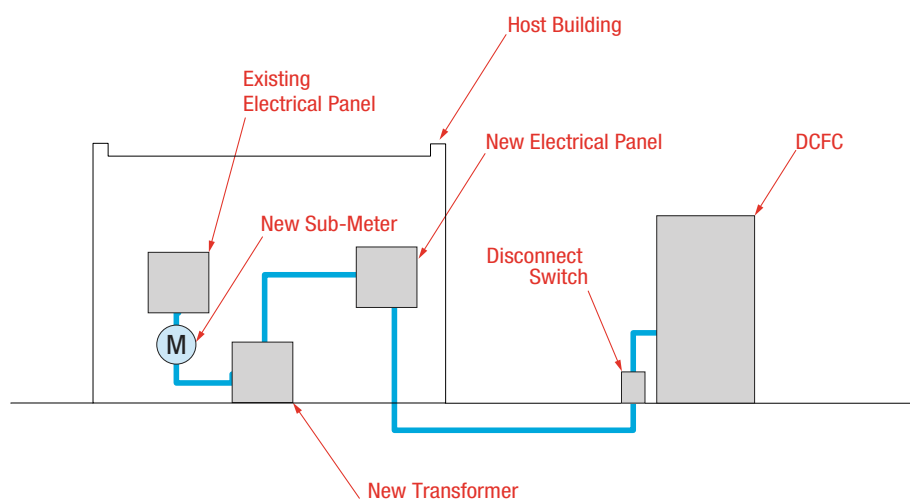 Host Building
Existing
Electrical Panel
New Electrical Panel
DCFC
New Sub-Meter
Disconnect
Switch
M
New Transformer